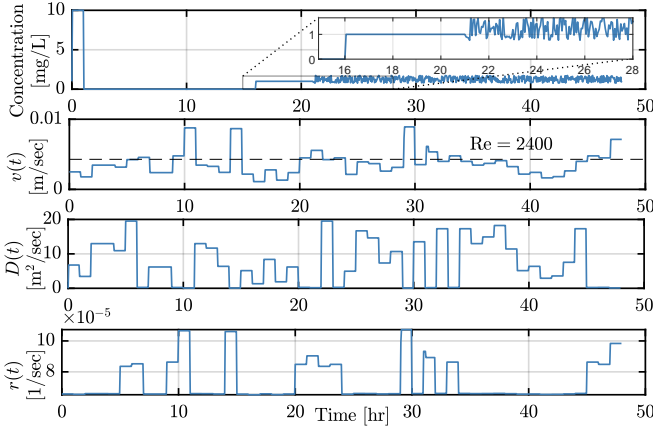 Concentration
[mg/L]
10
5
0
1
0
16 18 20 22 24 26 28
0 10 20 30 40 50
v(t)
[m/sec]
0.01
0
Re = 2400
0 10 20 30 40 50
D(t)
[m²/sec]
20
10
0
0 10 20 30 40 50
×10⁻⁵
r(t)
[1/sec]
10
8
0 10 20 30 40 50
Time [hr]